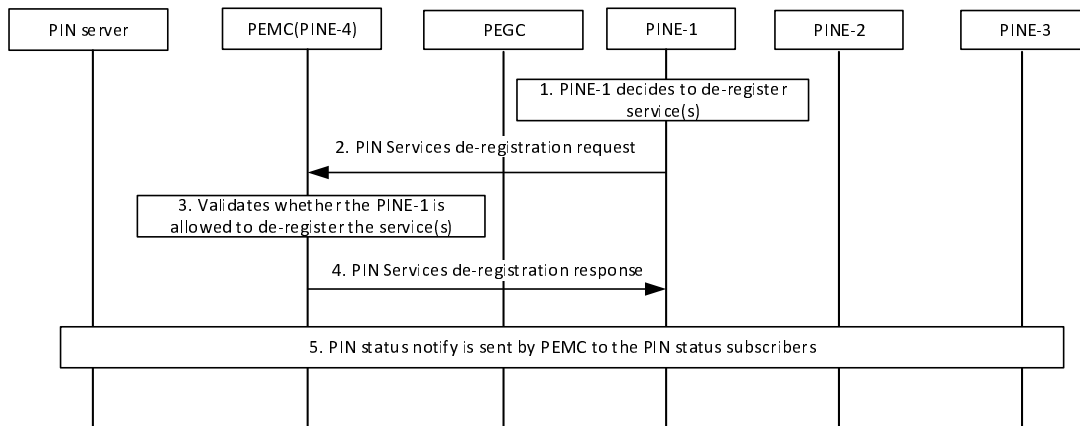 PIN server
PEMC(PINE-4)
PEGC
PINE-1
PINE-2
PINE-3
1. PINE-1 decides to de-register
service(s)
2. PIN Services de-registration request
3. Validates whether the PINE-1 is
allowed to de-register the service(s)
4. PIN Services de-registration response
5. PIN status notify is sent by PEMC to the PIN status subscribers